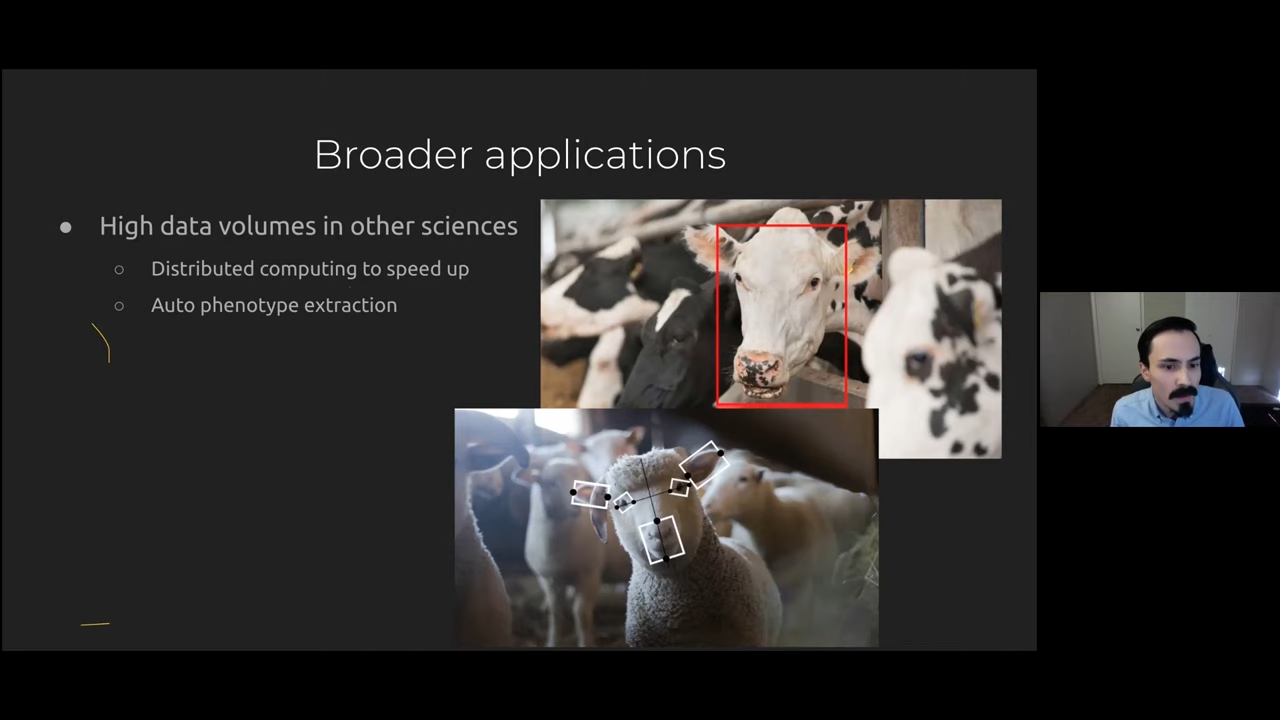 Broader applications
High data volumes in other sciences
Distributed computing to speed up
Auto phenotype extraction